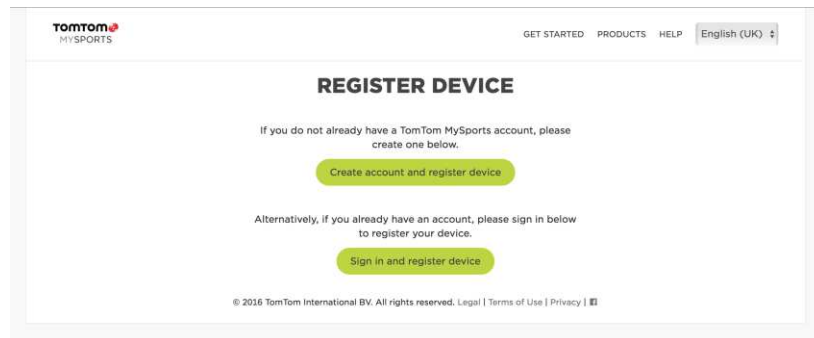 TOMTOM
MYSPORTS
GET STARTED PRODUCTS HELP English (UK)
REGISTER DEVICE
If you do not already have a TomTom MySports account, please
create one below.
Create account and register device
Alternatively, if you already have an account, please sign in below
to register your device.
Sign in and register device
© 2016 TomTom International BV. All rights reserved. Legal | Terms of Use | Privacy |